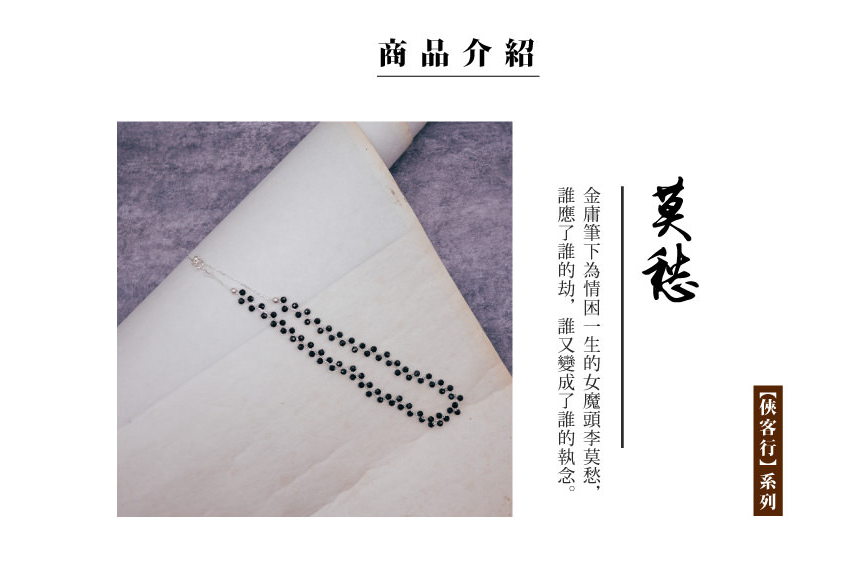 商品介紹
莫愁
金庸筆下為情困一生的女魔頭李莫愁，
誰應了誰的劫，誰又變成了誰的執念。
【俠客行】系列